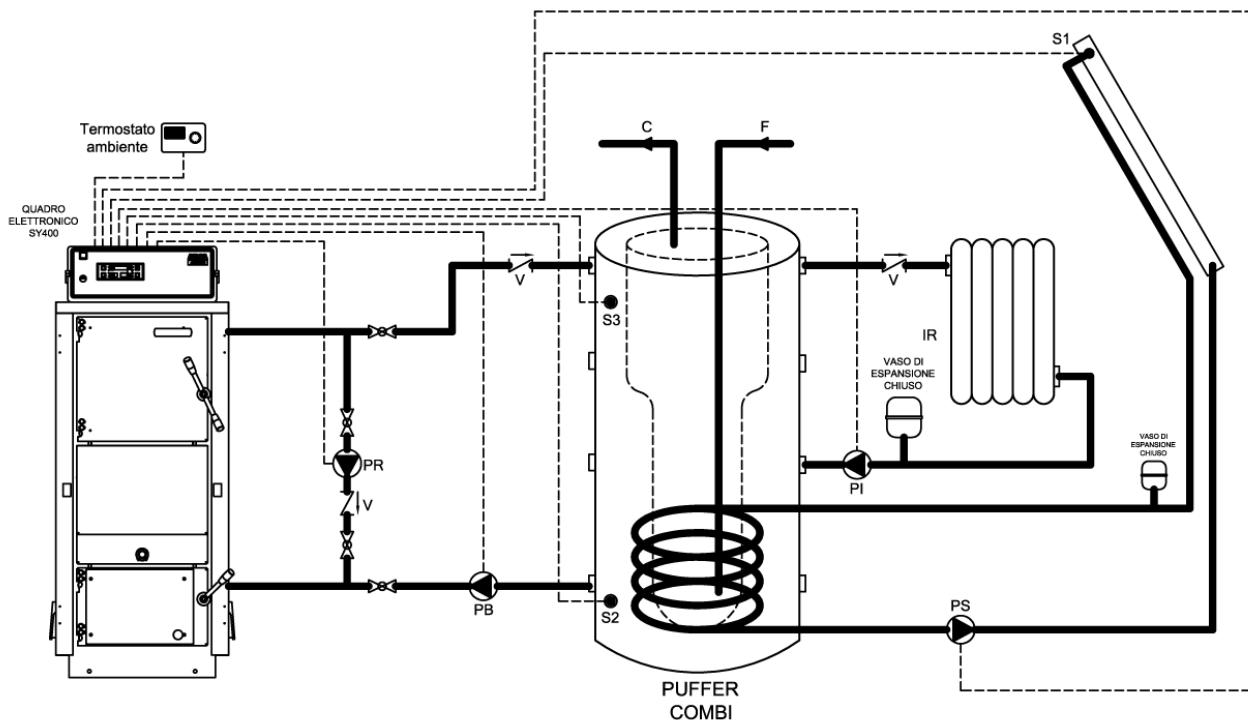 S1
Termostato
ambiente
C
F
QUADRO
ELETTRONICO
SY400
V
V
S3
IR
VASO DI
ESPANSIONE
CHIUSO
VASO DI
ESPANSIONE
CHIUSO
PR
PI
V
PB
S2
PS
PUFFER
COMBI